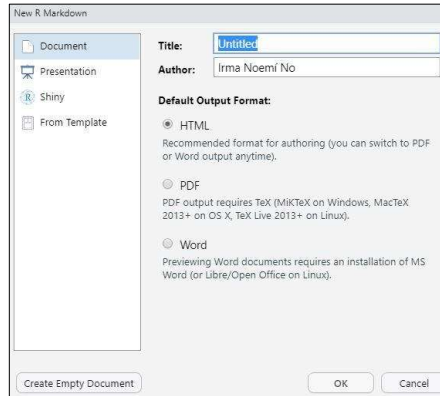 New R Markdown
Document
Presentation
Shiny
From Template
Title: Untitled
Author: Irma Noemí No
Default Output Format:
HTML
Recommended format for authoring (you can switch to PDF
or Word output anytime).
PDF
PDF output requires TeX (MiKTeX on Windows, MacTeX
2013+ on OS X, TeX Live 2013+ on Linux).
Word
Previewing Word documents requires an installation of MS
Word (or Libre/Open Office on Linux).
Create Empty Document
OK
Cancel